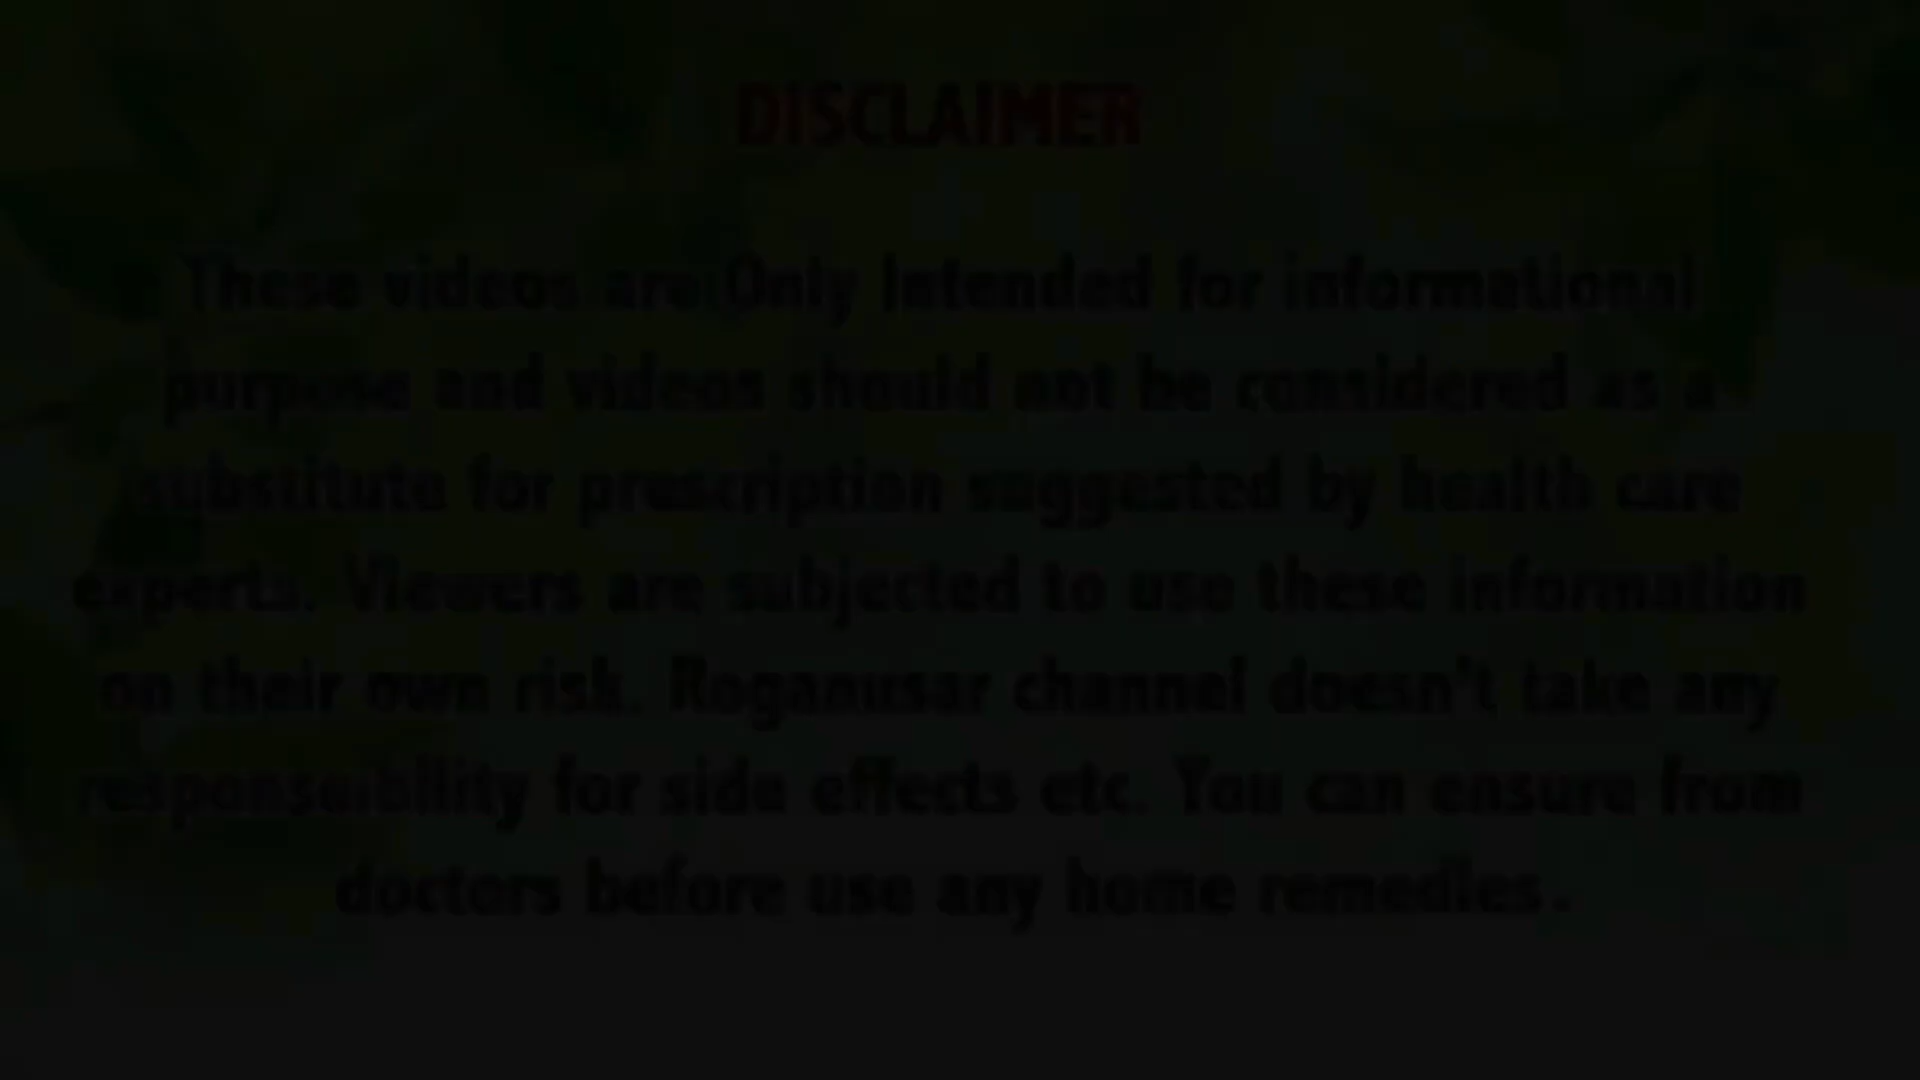 DISCLAIMER
These videos are Only Intended for informational
purpose and videos should not be considered as a
substitute for prescription suggested by health care
experts. Viewers are subjected to use these information
on their own risk. Roganusar channel doesn't take any
responseibility for side effects etc. You can ensure from
doctors before use any home remedies.